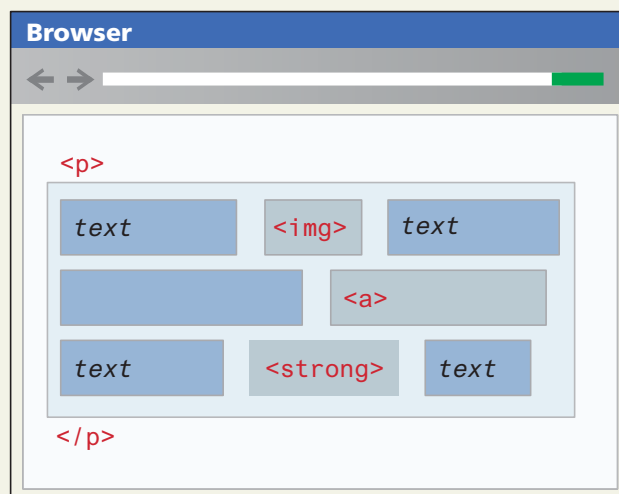 Browser
<p>
text <img> text
<a>
text <strong> text
</p>